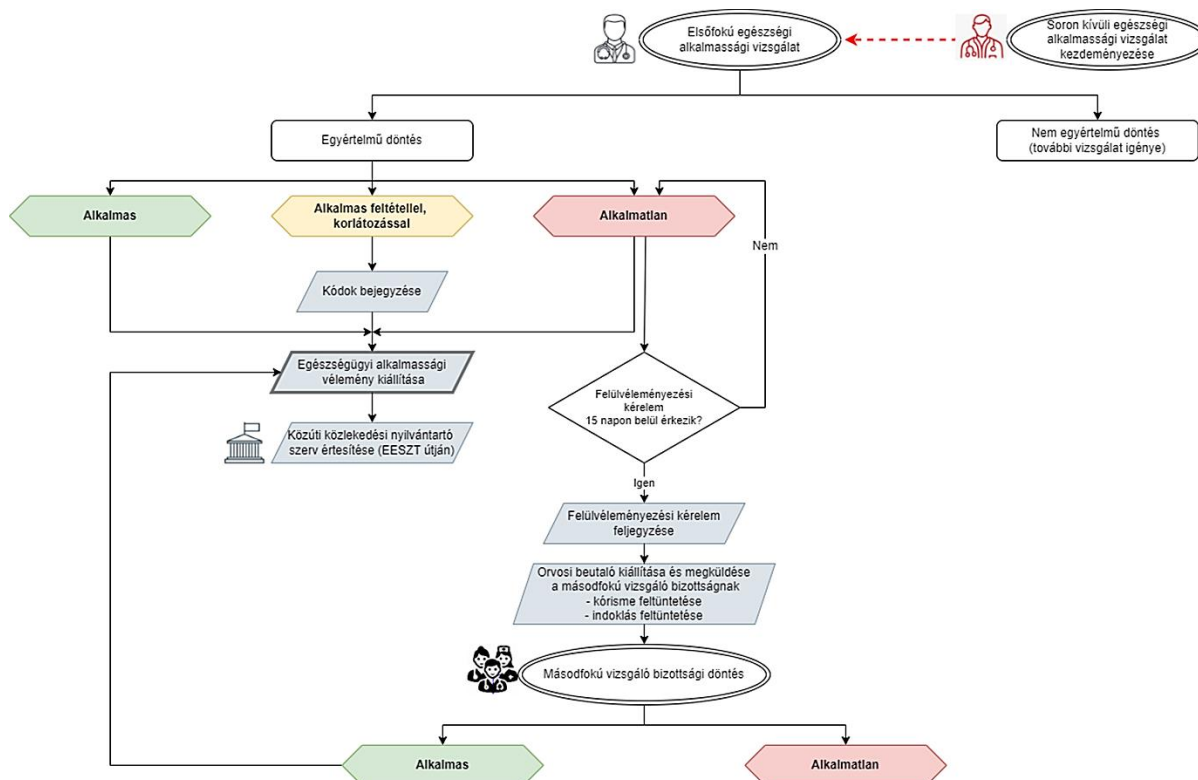 Elsőfokú egészségi
alkalmassági vizsgálat
Soron kívüli egészségi
alkalmassági vizsgálat
kezdeményezése
Egyértelmű döntés
Nem egyértelmű döntés
(további vizsgálat igénye)
Alkalmas
Alkalmas feltétellel,
korlátozással
Alkalmatlan
Nem
Kódok bejegyzése
Egészségügyi alkalmassági
vélemény kiállítása
Felülvéleményezési
kérelem
15 napon belül érkezik?
Közúti közlekedési nyilvántartó
szerv értesítése (EESZT útján)
Igen
Felülvéleményezési kérelem
feljegyzése
Orvosi beutaló kiállítása és megküldése
a másodfokú vizsgáló bizottságnak
- kórisme feltüntetése
- indoklás feltüntetése
Másodfokú vizsgáló bizottsági döntés
Alkalmas
Alkalmatlan